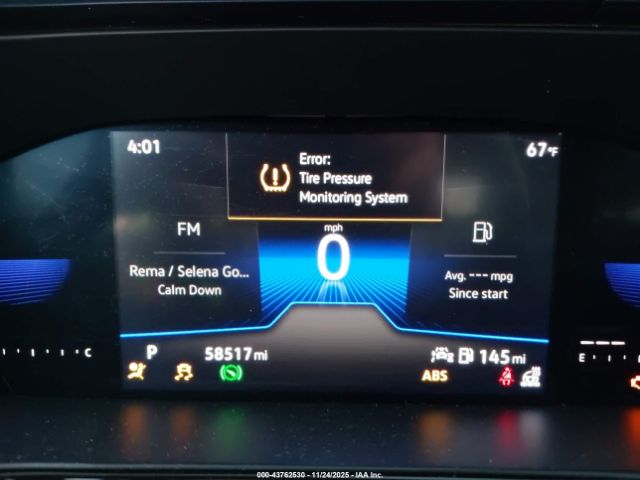 4:01
Error:
Tire Pressure
Monitoring System
67°F
FM
mph
0
Rema / Selena Go...
Calm Down
Avg. --- mpg
Since start
C
P
58517 mi
145 mi
E
ABS
000-43762530 - 11/24/2025 - IAA Inc.